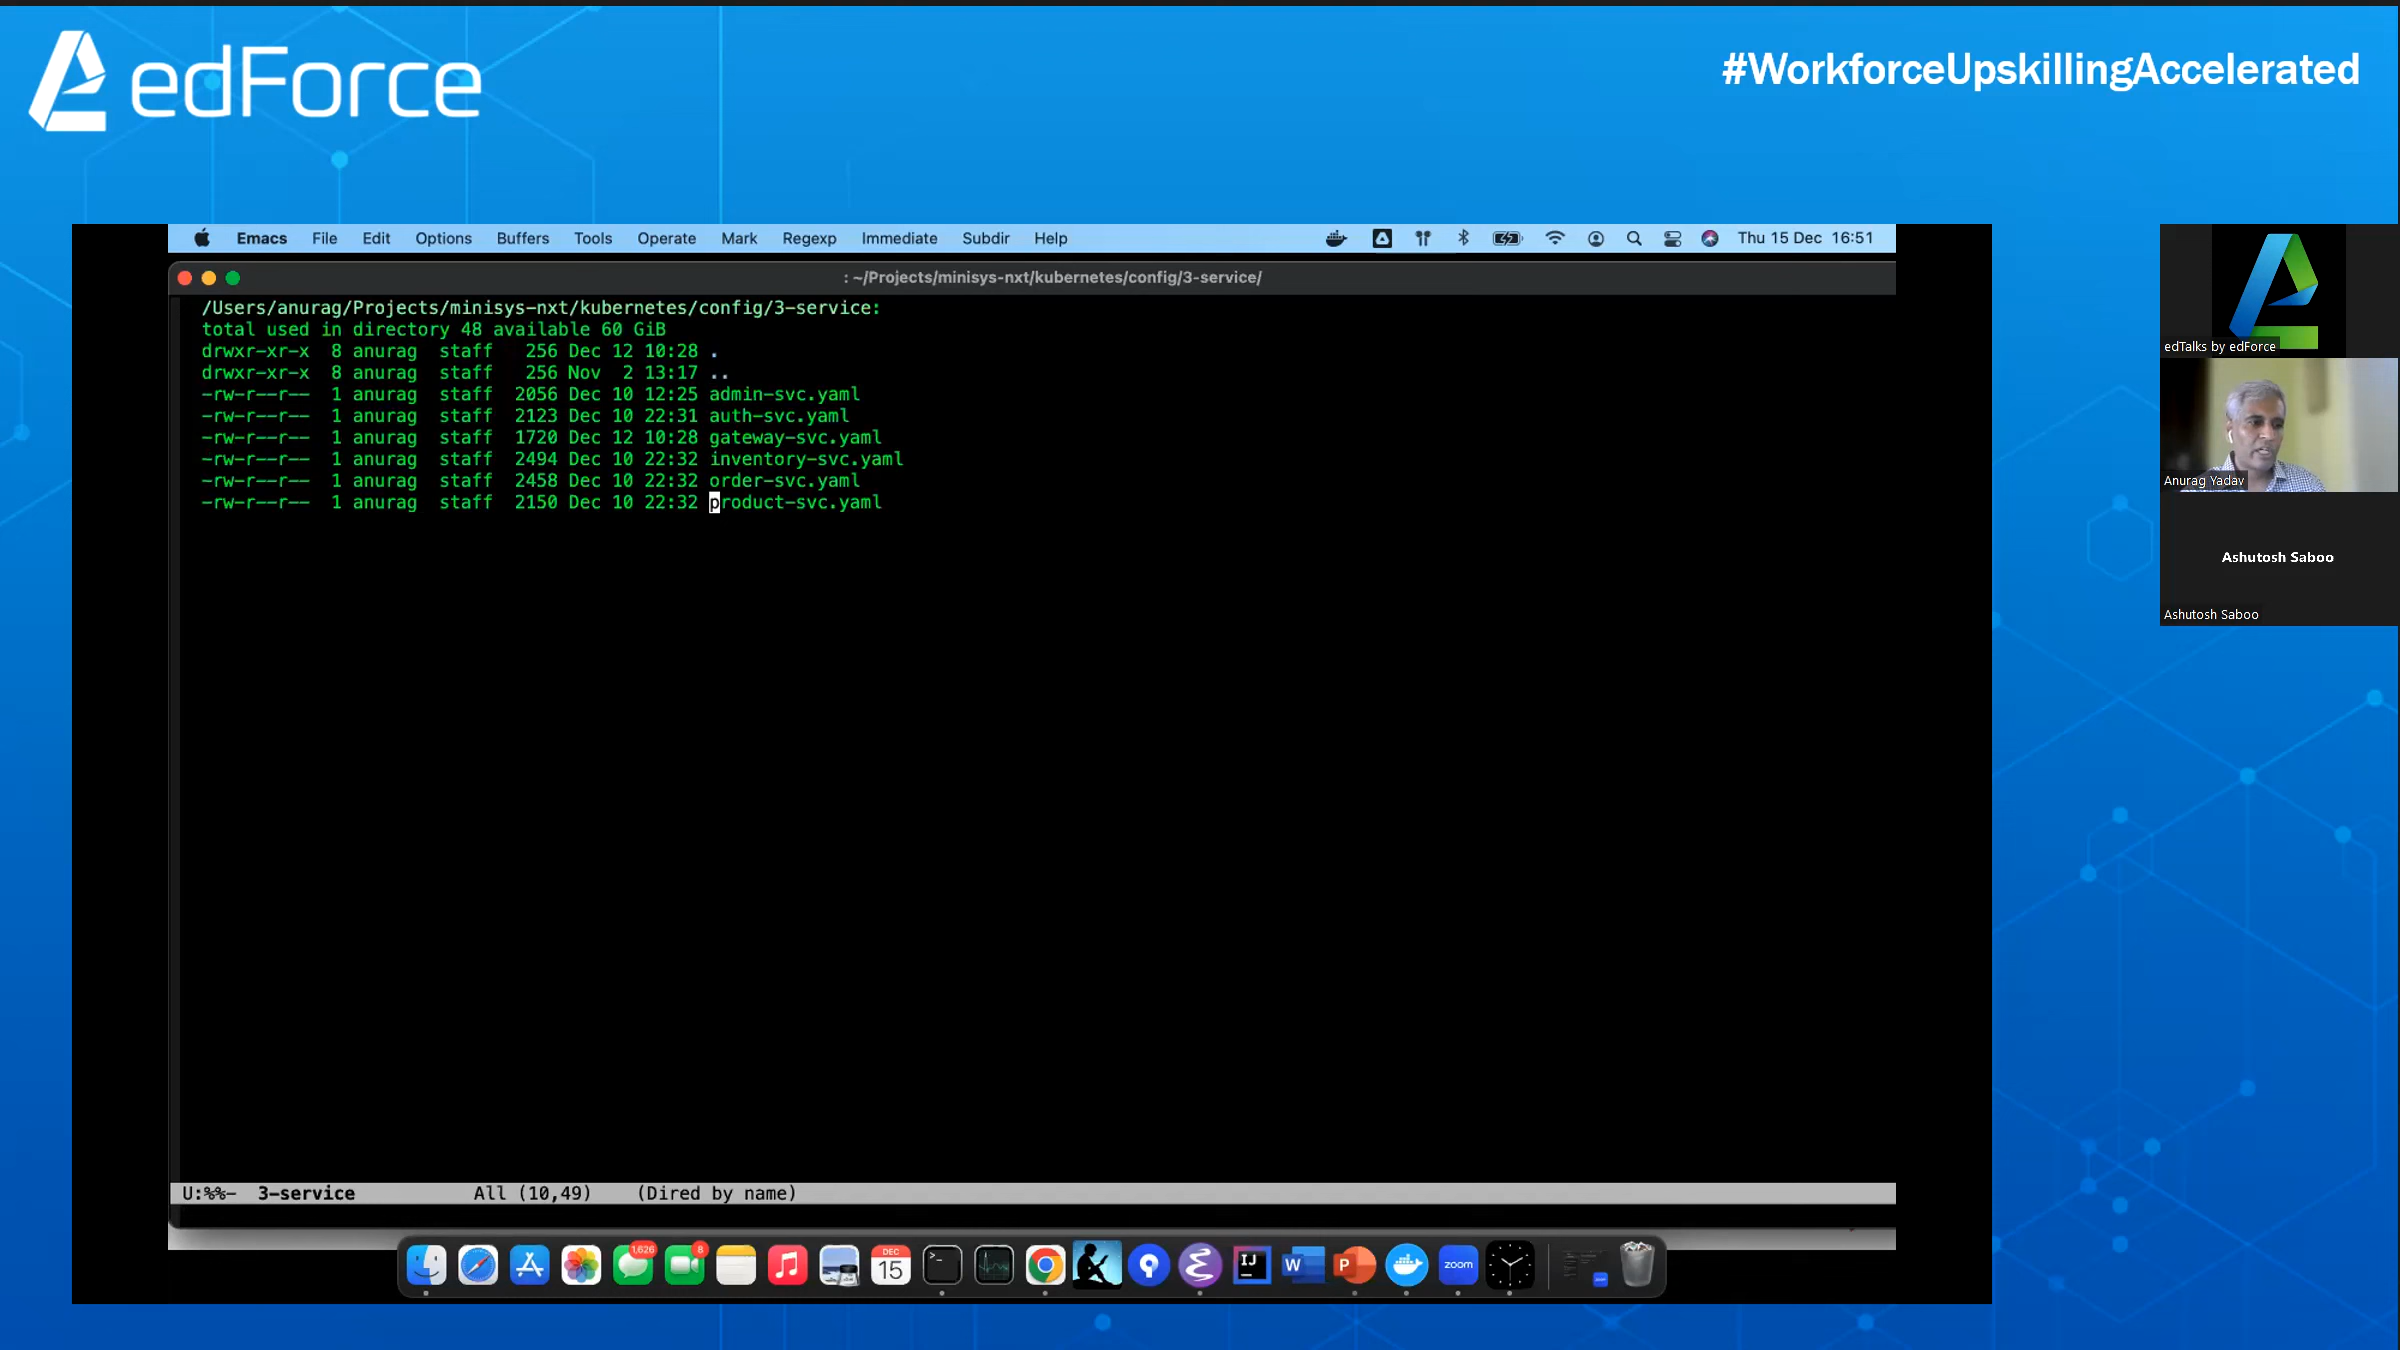 edForce
#WorkforceUpskillingAccelerated
Emacs File Edit Options Buffers Tools Operate Mark Regexp Immediate Subdir Help
Thu 15 Dec 16:51
: ~/Projects/minisys-nxt/kubernetes/config/3-service/
/Users/anurag/Projects/minisys-nxt/kubernetes/config/3-service:
total used in directory 48 available 60 GiB
drwxr-xr-x 8 anurag staff 256 Dec 12 10:28 .
drwxr-xr-x 8 anurag staff 256 Nov 2 13:17 ..
-rw-r--r-- 1 anurag staff 2056 Dec 10 12:25 admin-svc.yaml
-rw-r--r-- 1 anurag staff 2123 Dec 10 22:31 auth-svc.yaml
-rw-r--r-- 1 anurag staff 1720 Dec 12 10:28 gateway-svc.yaml
-rw-r--r-- 1 anurag staff 2494 Dec 10 22:32 inventory-svc.yaml
-rw-r--r-- 1 anurag staff 2458 Dec 10 22:32 order-svc.yaml
-rw-r--r-- 1 anurag staff 2150 Dec 10 22:32 product-svc.yaml
U:%%- 3-service All (10,49) (Dired by name)
1,626
8
DEC
15
>_
IJ
W
P
zoom
edTalks by edForce
Anurag Yadav
Ashutosh Saboo
Ashutosh Saboo